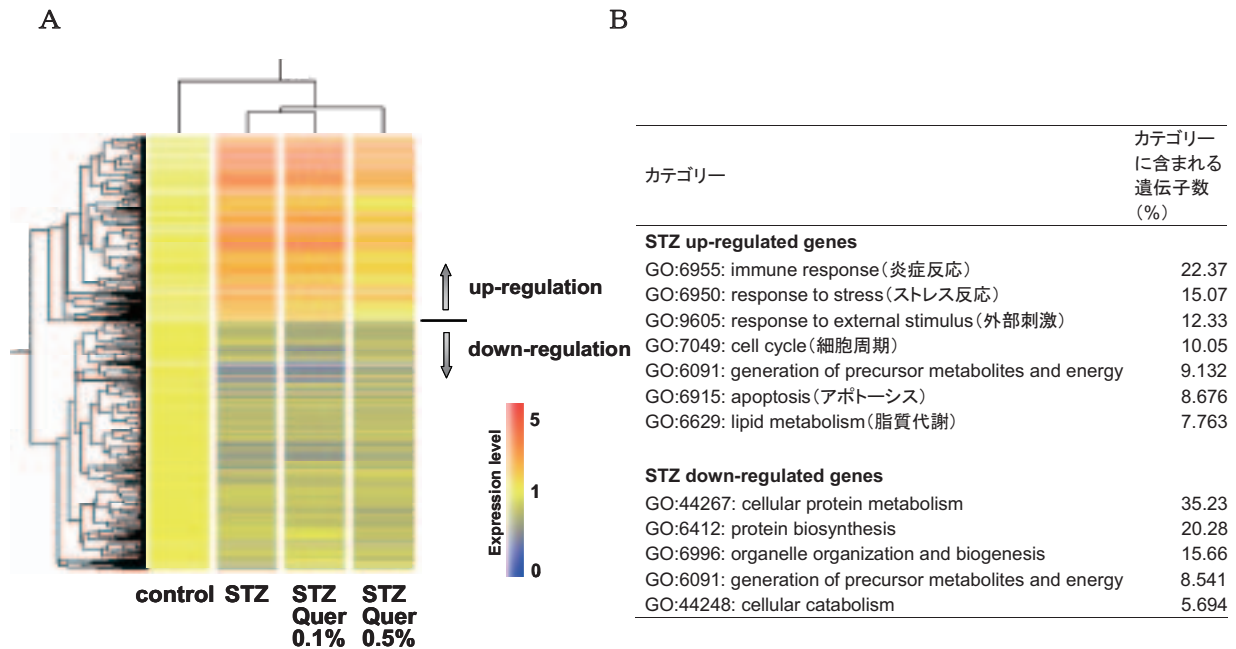 A
B
up-regulation
down-regulation
Expression level
5
1
0
control STZ STZ STZ
Quer Quer
0.1% 0.5%
カテゴリー
カテゴリー
に含まれる
遺伝子数
(%)
STZ up-regulated genes
GO:6955: immune response(炎症反応) 22.37
GO:6950: response to stress(ストレス反応) 15.07
GO:9605: response to external stimulus(外部刺激) 12.33
GO:7049: cell cycle(細胞周期) 10.05
GO:6091: generation of precursor metabolites and energy 9.132
GO:6915: apoptosis(アポトーシス) 8.676
GO:6629: lipid metabolism(脂質代謝) 7.763
STZ down-regulated genes
GO:44267: cellular protein metabolism 35.23
GO:6412: protein biosynthesis 20.28
GO:6996: organelle organization and biogenesis 15.66
GO:6091: generation of precursor metabolites and energy 8.541
GO:44248: cellular catabolism 5.694